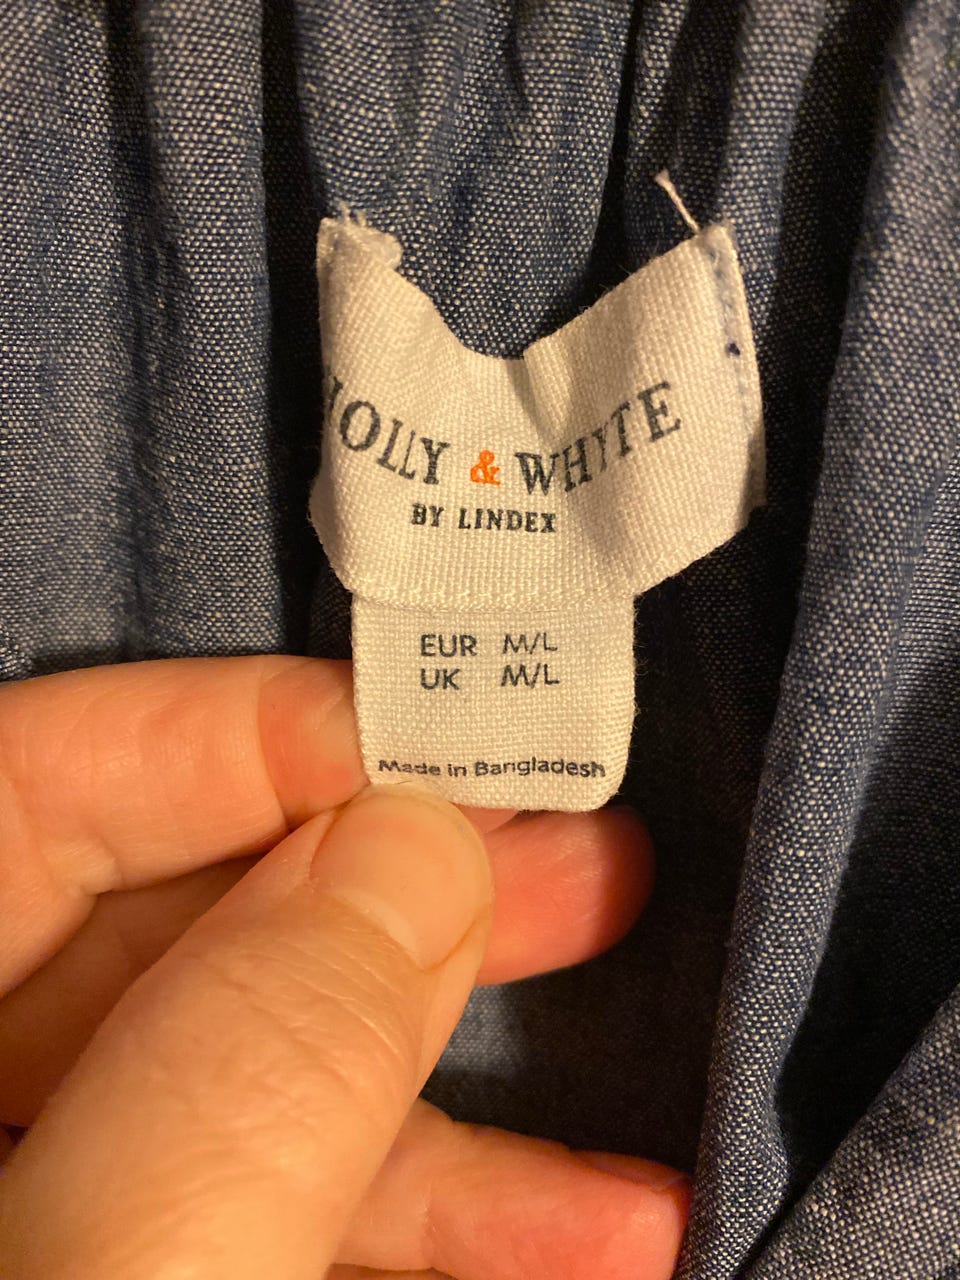 HOLLY & WHYTE
BY LINDEX
EUR M/L
UK M/L
Made in Bangladesh